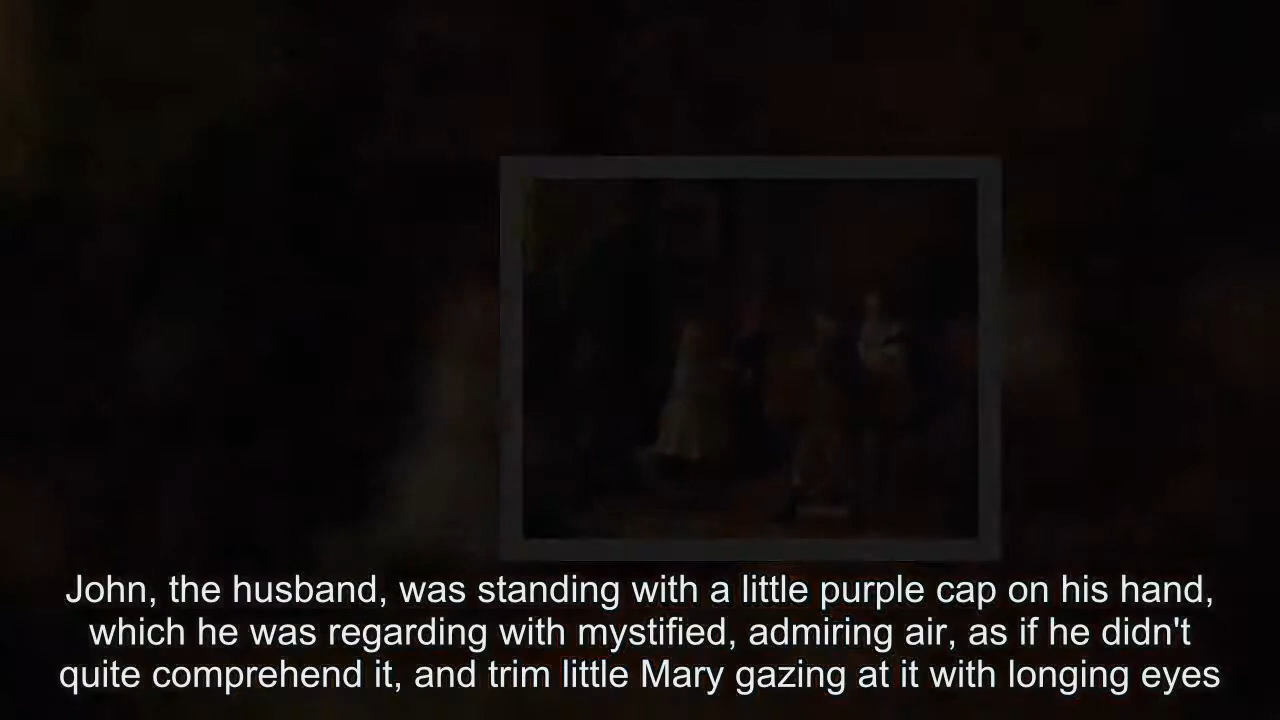 John, the husband, was standing with a little purple cap on his hand,
which he was regarding with mystified, admiring air, as if he didn't
quite comprehend it, and trim little Mary gazing at it with longing eyes